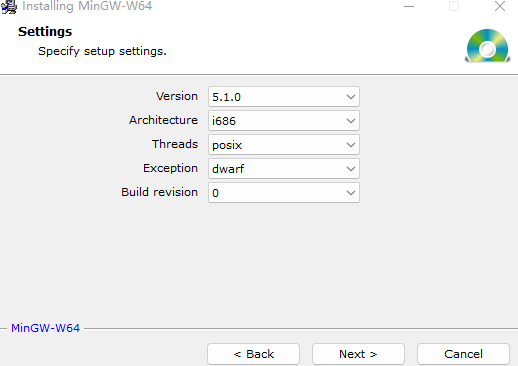 Installing MinGW-W64
Settings
Specify setup settings.
Version 5.1.0
Architecture i686
Threads posix
Exception dwarf
Build revision 0
MinGW-W64
< Back Next > Cancel